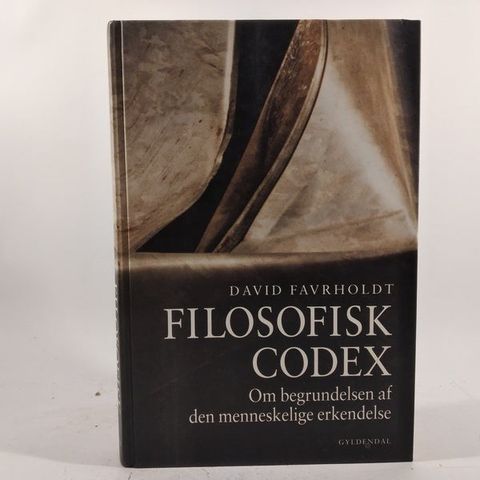 DAVID FAVRHOLDT
FILOSOFISK
CODEX
Om begrundelsen af
den menneskelige erkendelse
GYLDENDAL